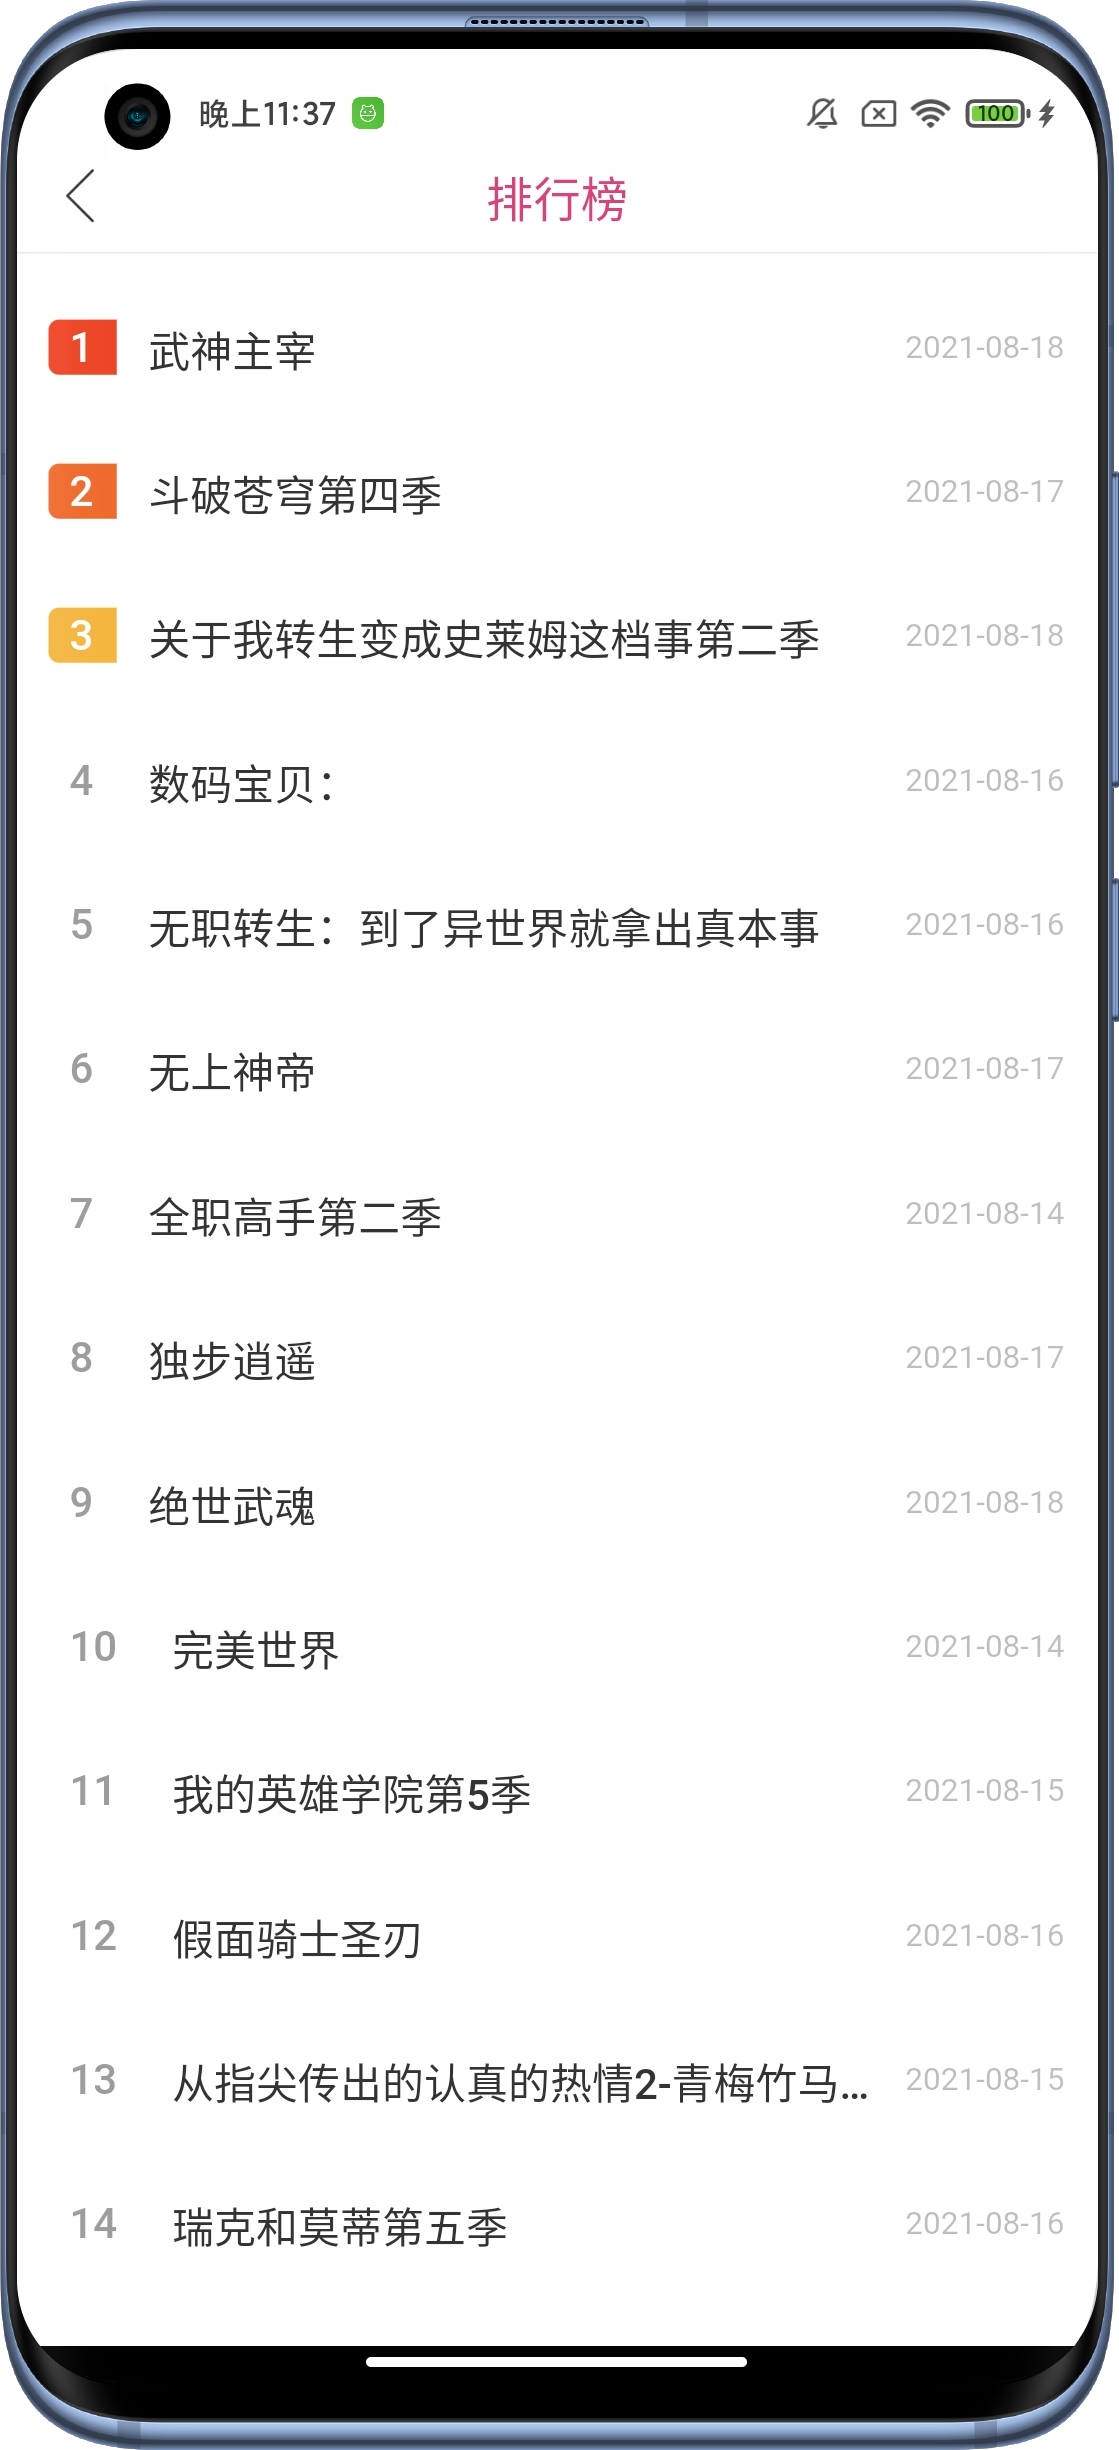 晚上11:37
100
排行榜
1 武神主宰 2021-08-18
2 斗破苍穹第四季 2021-08-17
3 关于我转生变成史莱姆这档事第二季 2021-08-18
4 数码宝贝： 2021-08-16
5 无职转生：到了异世界就拿出真本事 2021-08-16
6 无上神帝 2021-08-17
7 全职高手第二季 2021-08-14
8 独步逍遥 2021-08-17
9 绝世武魂 2021-08-18
10 完美世界 2021-08-14
11 我的英雄学院第5季 2021-08-15
12 假面骑士圣刃 2021-08-16
13 从指尖传出的认真的热情2-青梅竹马… 2021-08-15
14 瑞克和莫蒂第五季 2021-08-16